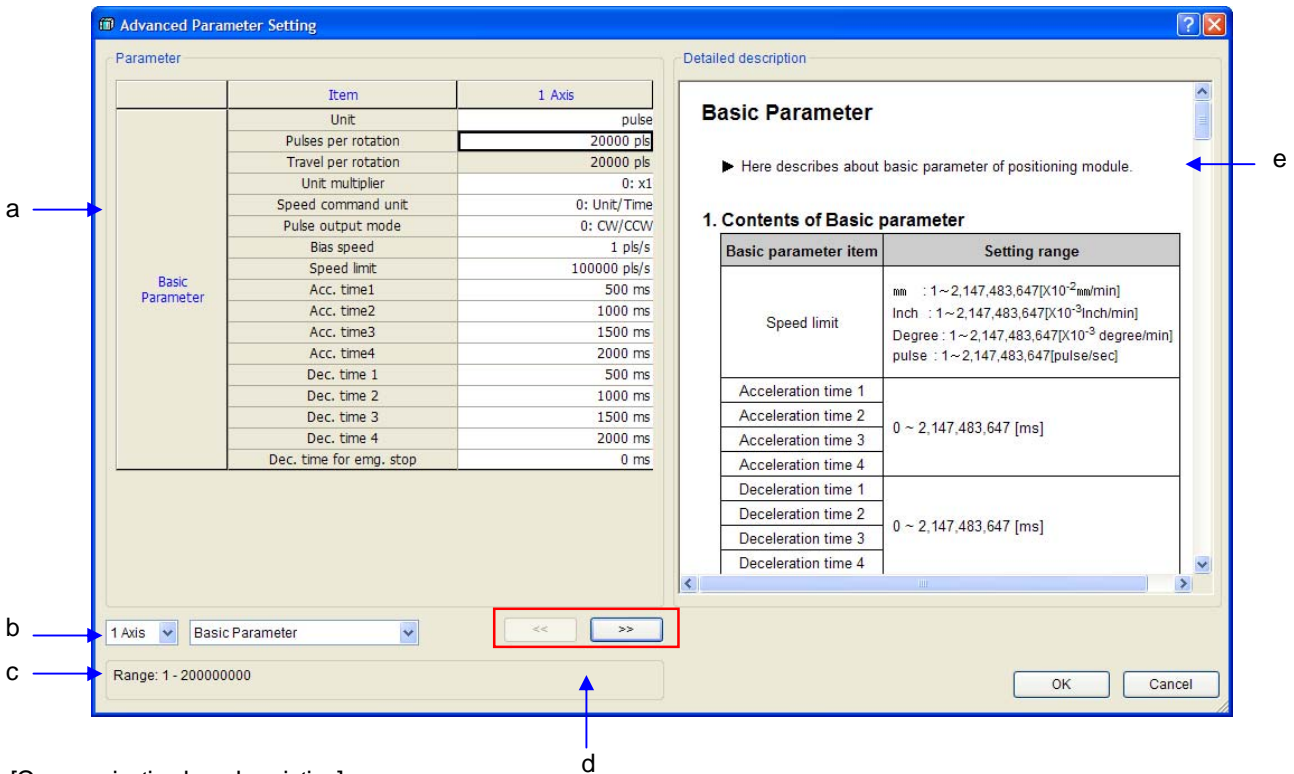 Advanced Parameter Setting
Parameter
Item 1 Axis
Basic Parameter
Unit pulse
Pulses per rotation 20000 pls
Travel per rotation 20000 pls
Unit multiplier 0: x1
Speed command unit 0: Unit/Time
Pulse output mode 0: CW/CCW
Bias speed 1 pls/s
Speed limit 100000 pls/s
Acc. time1 500 ms
Acc. time2 1000 ms
Acc. time3 1500 ms
Acc. time4 2000 ms
Dec. time 1 500 ms
Dec. time 2 1000 ms
Dec. time 3 1500 ms
Dec. time 4 2000 ms
Dec. time for emg. stop 0 ms
Detailed description
Basic Parameter
► Here describes about basic parameter of positioning module.
1. Contents of Basic parameter
Basic parameter item Setting range
Speed limit
㎜ : 1~2,147,483,647[X10-2㎜/min]
Inch : 1~2,147,483,647[X10-3Inch/min]
Degree : 1~2,147,483,647[X10-3 degree/min]
pulse : 1~2,147,483,647[pulse/sec]
Acceleration time 1
Acceleration time 2
Acceleration time 3
Acceleration time 4
0 ~ 2,147,483,647 [ms]
Deceleration time 1
Deceleration time 2
Deceleration time 3
Deceleration time 4
0 ~ 2,147,483,647 [ms]
1 Axis Basic Parameter << >>
Range: 1 - 200000000
OK Cancel
a
b
c
d
e